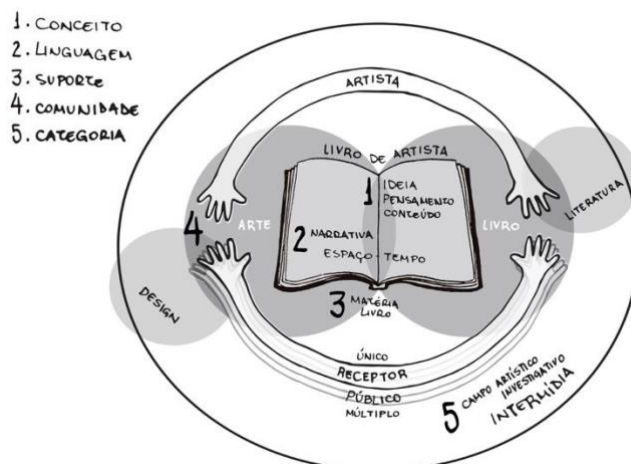 1. CONCEITO
2. LINGUAGEM
3. SUPORTE
4. COMUNIDADE
5. CATEGORIA
ARTISTA
LIVRO DE ARTISTA
1 IDEIA
PENSAMENTO
CONTEÚDO
LITERATURA
4 ARTE
LIVRO
2 NARRATIVA
ESPAÇO-TEMPO
3 MATÉRIA
LIVRO
DESIGN
ÚNICO
RECEPTOR
PÚBLICO
MÚLTIPLO
5 CAMPO ARTÍSTICO
INVESTIGATIVO
INTERMÍDIA